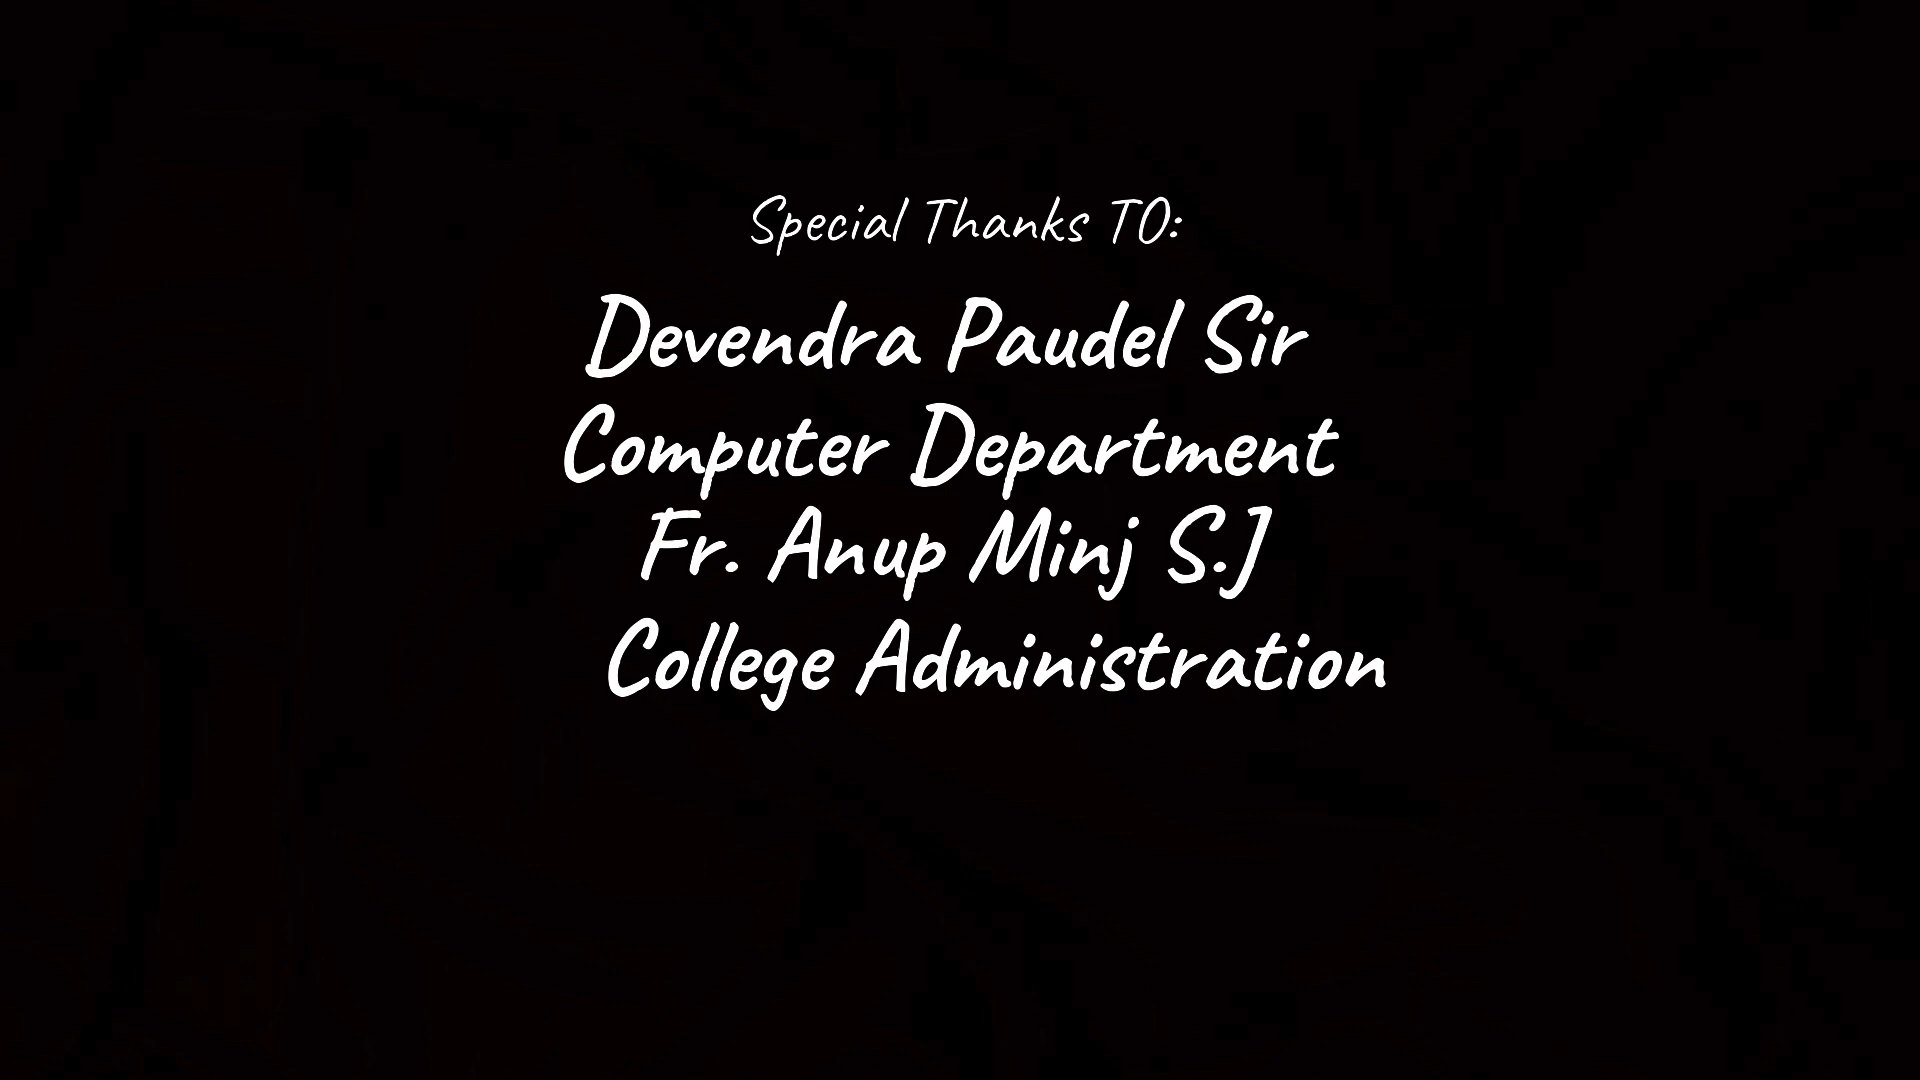 Special Thanks TO:
Devendra Paudel Sir
Computer Department
Fr. Anup Minj S.J
College Administration